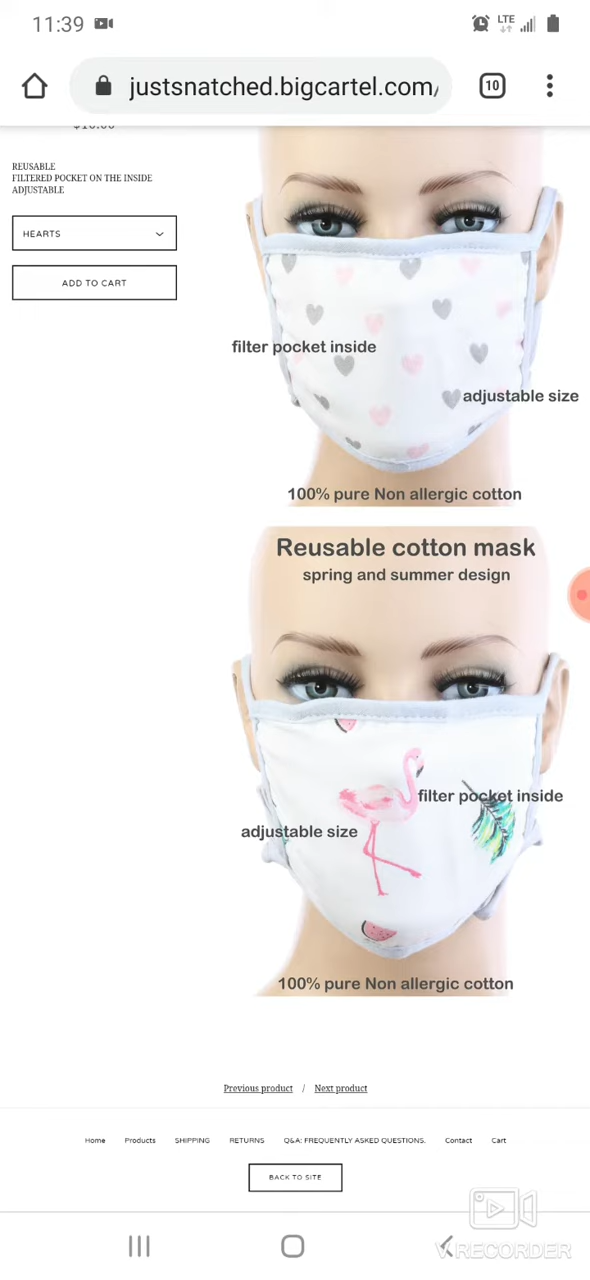 11:39
LTE
justsnatched.bigcartel.com/
10
REUSABLE
FILTERED POCKET ON THE INSIDE
ADJUSTABLE
HEARTS
ADD TO CART
filter pocket inside
adjustable size
100% pure Non allergic cotton
Reusable cotton mask
spring and summer design
filter pocket inside
adjustable size
100% pure Non allergic cotton
Previous product / Next product
Home Products SHIPPING RETURNS Q&A: FREQUENTLY ASKED QUESTIONS. Contact Cart
BACK TO SITE
V RECORDER